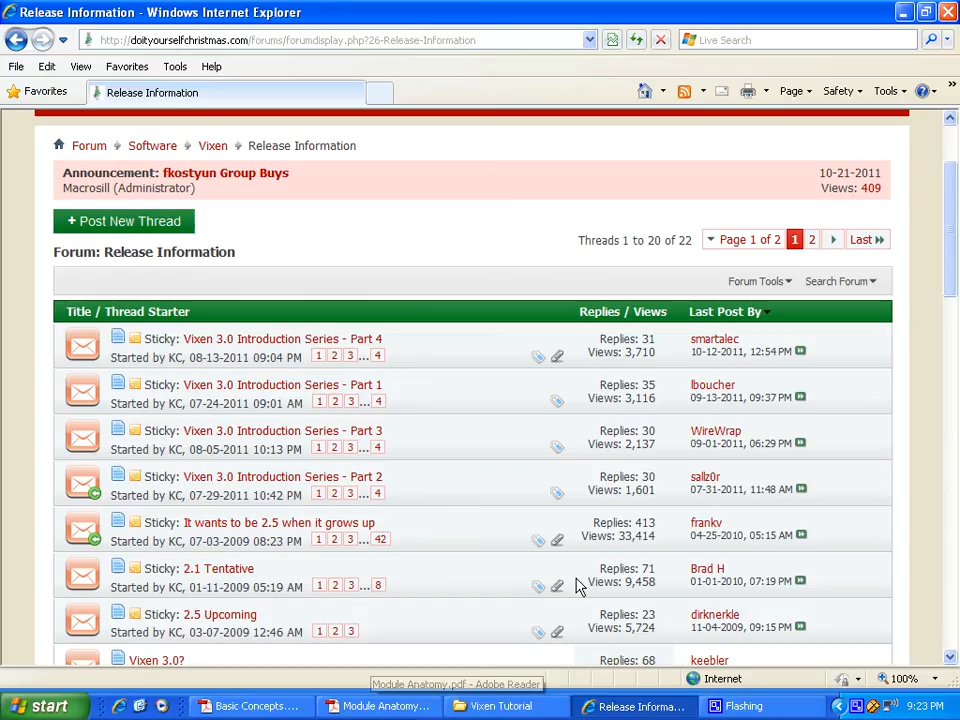 Release Information - Windows Internet Explorer
http://doityourselfchristmas.com/forums/forumdisplay.php?26-Release-Information
Live Search
File Edit View Favorites Tools Help
Favorites Release Information Page Safety Tools
Forum Software Vixen Release Information
Announcement: fkostyun Group Buys 10-21-2011
Macrosill (Administrator) Views: 409
+ Post New Thread
Threads 1 to 20 of 22 Page 1 of 2 1 2 Last
Forum: Release Information
Forum Tools Search Forum
Title / Thread Starter Replies / Views Last Post By
Sticky: Vixen 3.0 Introduction Series - Part 4 Replies: 31 smartalec
Started by KC, 08-13-2011 09:04 PM 1 2 3 ... 4 Views: 3,710 10-12-2011, 12:54 PM
Sticky: Vixen 3.0 Introduction Series - Part 1 Replies: 35 lboucher
Started by KC, 07-24-2011 09:01 AM 1 2 3 ... 4 Views: 3,116 09-13-2011, 09:37 PM
Sticky: Vixen 3.0 Introduction Series - Part 3 Replies: 30 WireWrap
Started by KC, 08-05-2011 10:13 PM 1 2 3 ... 4 Views: 2,137 09-01-2011, 06:29 PM
Sticky: Vixen 3.0 Introduction Series - Part 2 Replies: 30 sallz0r
Started by KC, 07-29-2011 10:42 PM 1 2 3 ... 4 Views: 1,601 07-31-2011, 11:48 AM
Sticky: It wants to be 2.5 when it grows up Replies: 413 frankv
Started by KC, 07-03-2009 08:23 PM 1 2 3 ... 42 Views: 33,414 04-25-2010, 05:15 AM
Sticky: 2.1 Tentative Replies: 71 Brad H
Started by KC, 01-11-2009 05:19 AM 1 2 3 ... 8 Views: 9,458 01-01-2010, 07:19 PM
Sticky: 2.5 Upcoming Replies: 23 dirknerkle
Started by KC, 03-07-2009 12:46 AM 1 2 3 Views: 5,724 11-04-2009, 09:15 PM
Vixen 3.0? Replies: 68 keebler
Module Anatomy.pdf - Adobe Reader Internet 100%
start Basic Concepts.... Module Anatomy... Vixen Tutorial Release Informa... Flashing 9:23 PM